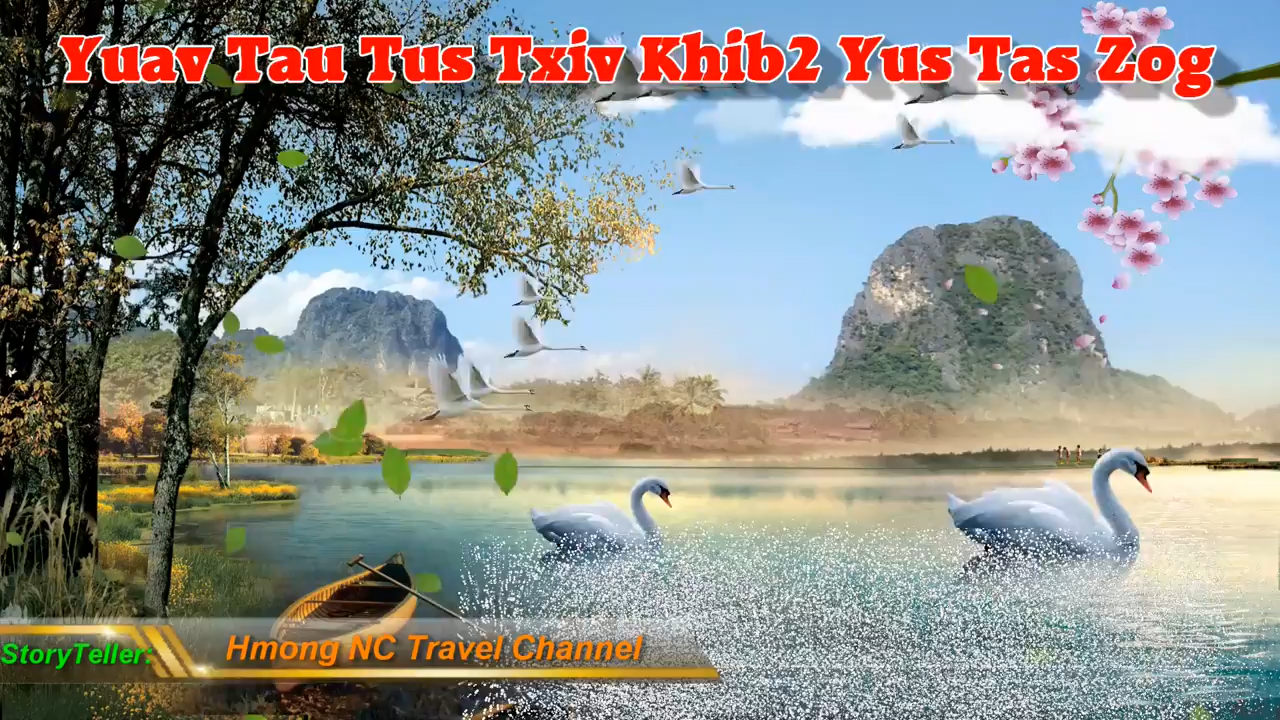 Yuav Tau Tus Txiv Khib2 Yus Tas Zog
StoryTeller: Hmong NC Travel Channel